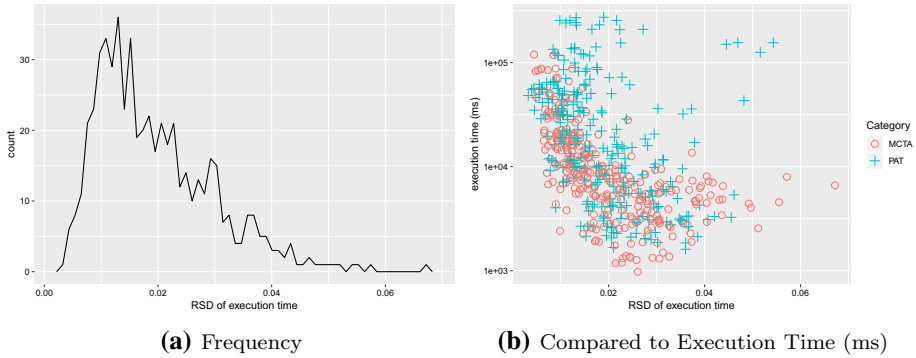 30
20
10
0
count
0.00
0.02
0.04
0.06
RSD of execution time
(a) Frequency
1e+05
1e+04
1e+03
execution time (ms)
0.02
0.04
0.06
RSD of execution time
Category
MCTA
PAT
(b) Compared to Execution Time (ms)